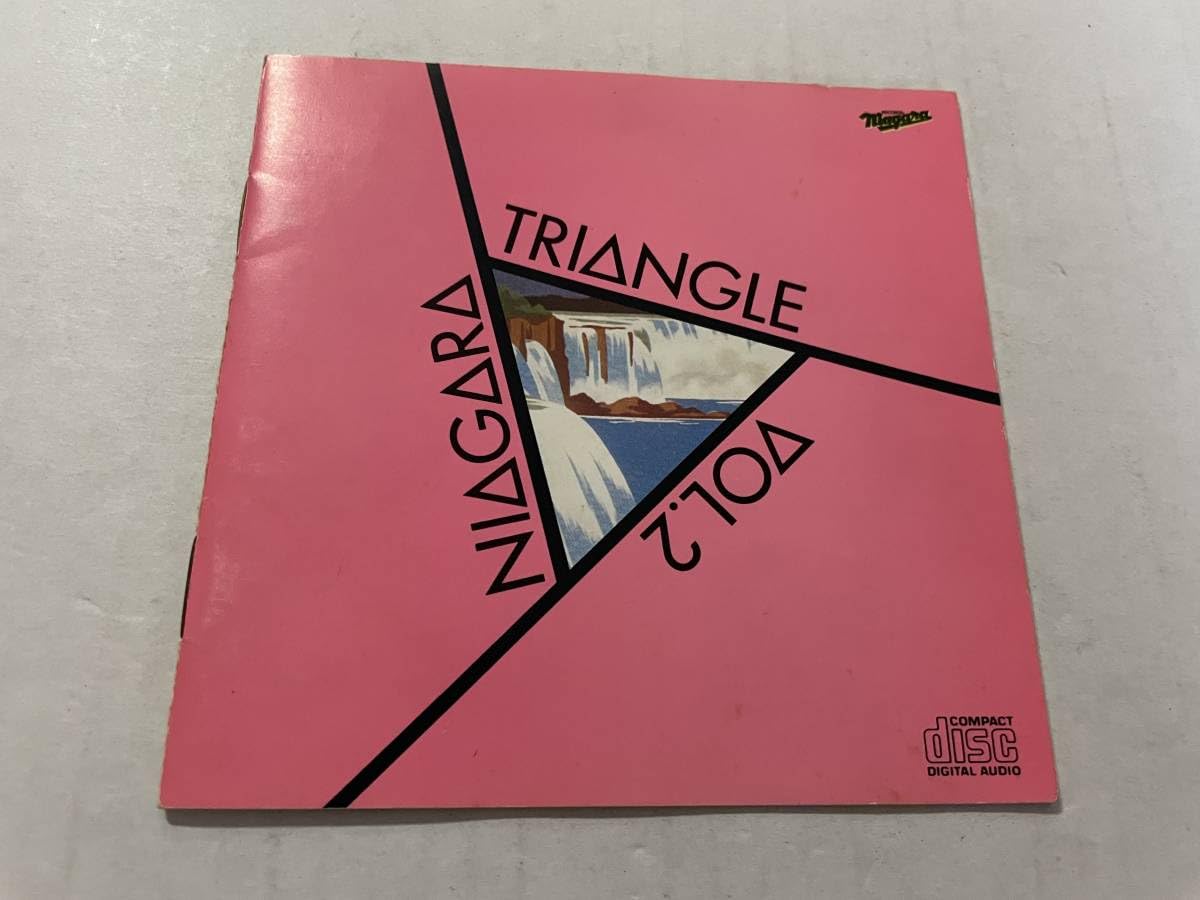 Niagara
NIAGARA
TRIANGLE
VOL.2
COMPACT
disc
DIGITAL AUDIO